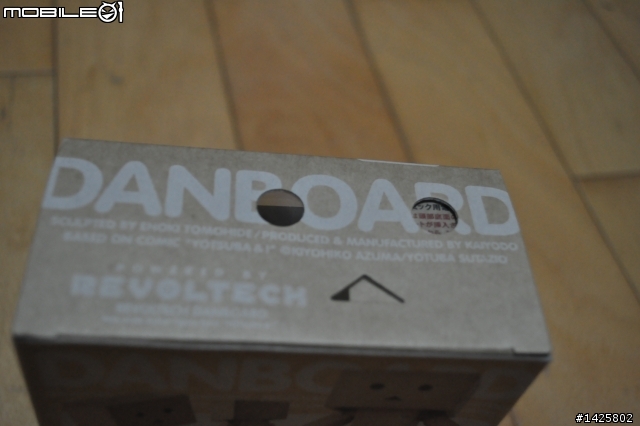 MOBILE01
DANBOARD
SCULPTED BY ENOKI TOMOHIDE/PRODUCED & MANUFACTURED BY KAIYODO
BASED ON COMIC "YOTSUBA&!" ©KIYOHIKO AZUMA/YOTUBA SUTAZIO
POWERED BY
REVOLTECH
DANBOARD
#1425802